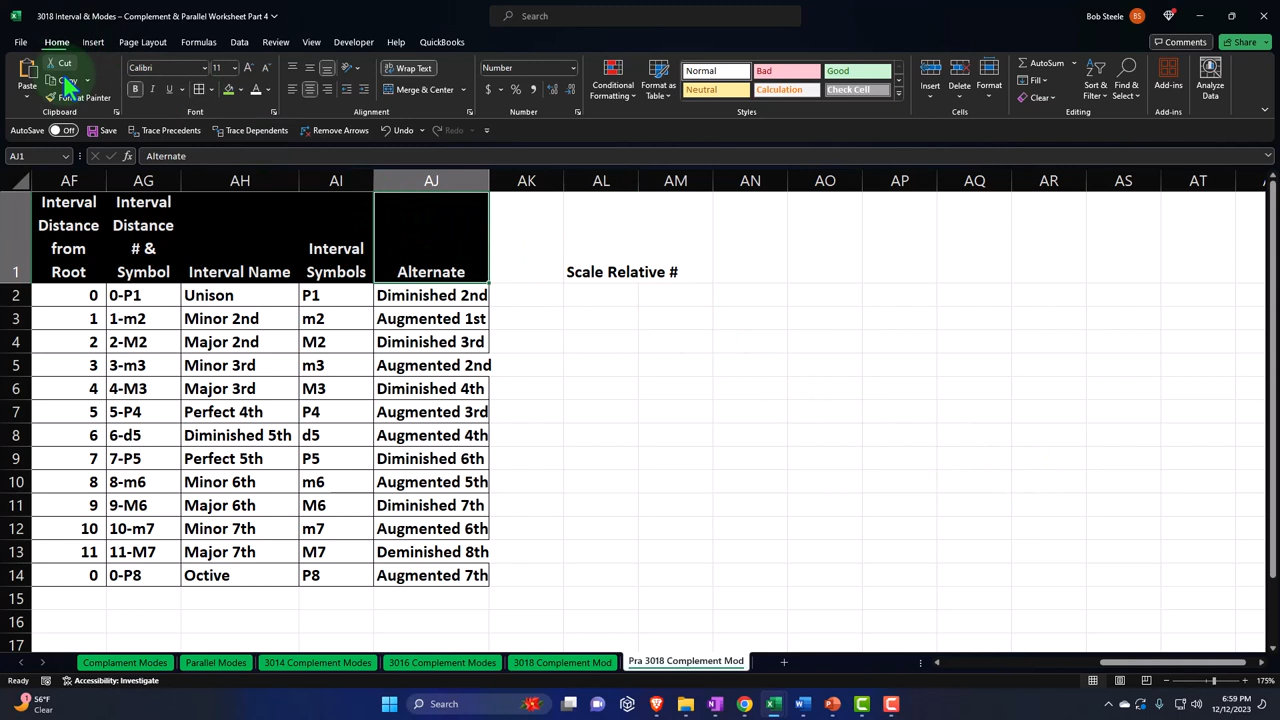 3018 Interval & Modes – Complement & Parallel Worksheet Part 4
Search
Bob Steele
BS
File
Home
Insert
Page Layout
Formulas
Data
Review
View
Developer
Help
QuickBooks
Comments
Share
Paste
Cut
Format Painter
Clipboard
Calibri
11
Font
Wrap Text
Merge & Center
Alignment
Number
Number
Conditional Formatting
Format as Table
Normal
Bad
Good
Neutral
Calculation
Check Cell
Styles
Insert
Delete
Format
Cells
AutoSum
Fill
Clear
Sort & Filter
Find & Select
Editing
Add-ins
Add-ins
Analyze Data
AutoSave Off
Save
Trace Precedents
Trace Dependents
Remove Arrows
Undo
Redo
AJ1
fx
Alternate
AF AG AH AI AJ AK AL AM AN AO AP AQ AR AS AT
1 Interval Distance from Root Interval Distance # & Symbol Interval Name Interval Symbols Alternate Scale Relative #
2 0 0-P1 Unison P1 Diminished 2nd
3 1 1-m2 Minor 2nd m2 Augmented 1st
4 2 2-M2 Major 2nd M2 Diminished 3rd
5 3 3-m3 Minor 3rd m3 Augmented 2nd
6 4 4-M3 Major 3rd M3 Diminished 4th
7 5 5-P4 Perfect 4th P4 Augmented 3rd
8 6 6-d5 Diminished 5th d5 Augmented 4th
9 7 7-P5 Perfect 5th P5 Diminished 6th
10 8 8-m6 Minor 6th m6 Augmented 5th
11 9 9-M6 Major 6th M6 Diminished 7th
12 10 10-m7 Minor 7th m7 Augmented 6th
13 11 11-M7 Major 7th M7 Deminished 8th
14 0 0-P8 Octive P8 Augmented 7th
15
16
17
Complament Modes
Parallel Modes
3014 Complement Modes
3016 Complement Modes
3018 Complement Mod
Pra 3018 Complement Mod
Ready
Accessibility: Investigate
175%
56°F
Clear
Search
6:59 PM
12/12/2023